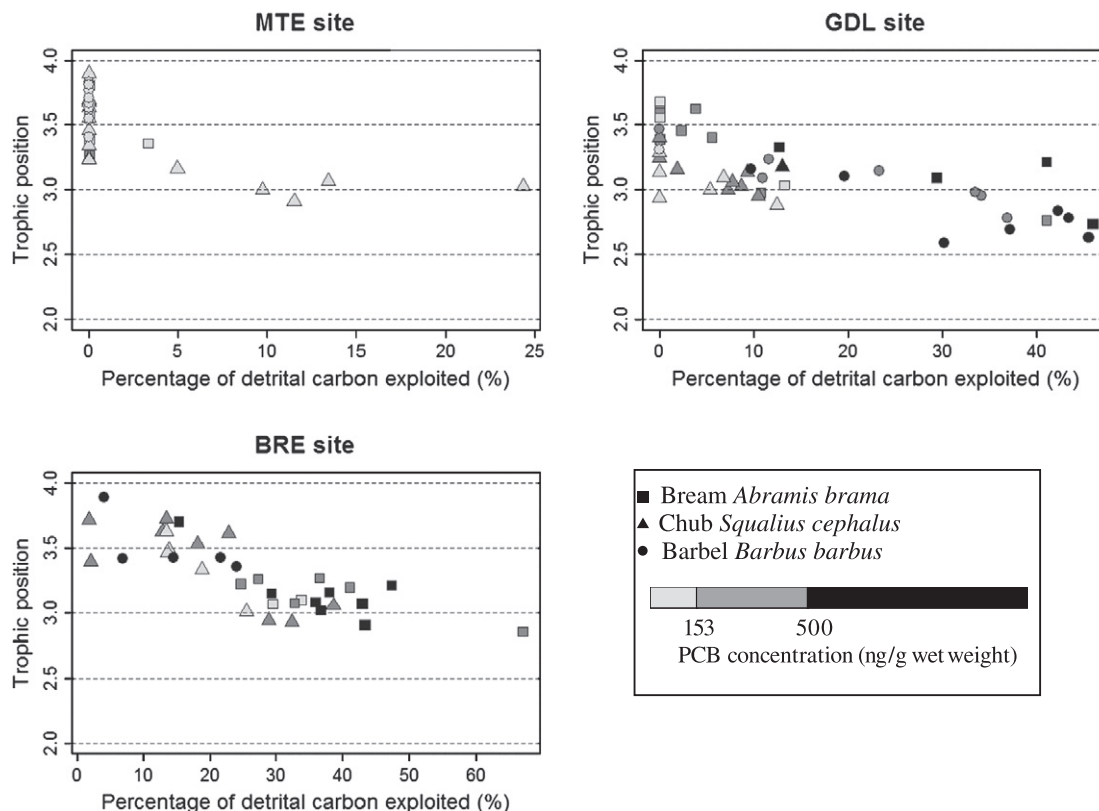 MTE site
4.0
3.5
3.0
2.5
2.0
Trophic position
0 5 10 15 20 25
Percentage of detrital carbon exploited (%)
GDL site
4.0
3.5
3.0
2.5
2.0
Trophic position
0 10 20 30 40
Percentage of detrital carbon exploited (%)
BRE site
4.0
3.5
3.0
2.5
2.0
Trophic position
0 10 20 30 40 50 60
Percentage of detrital carbon exploited (%)
Bream Abramis brama
Chub Squalius cephalus
Barbel Barbus barbus
153 500
PCB concentration (ng/g wet weight)